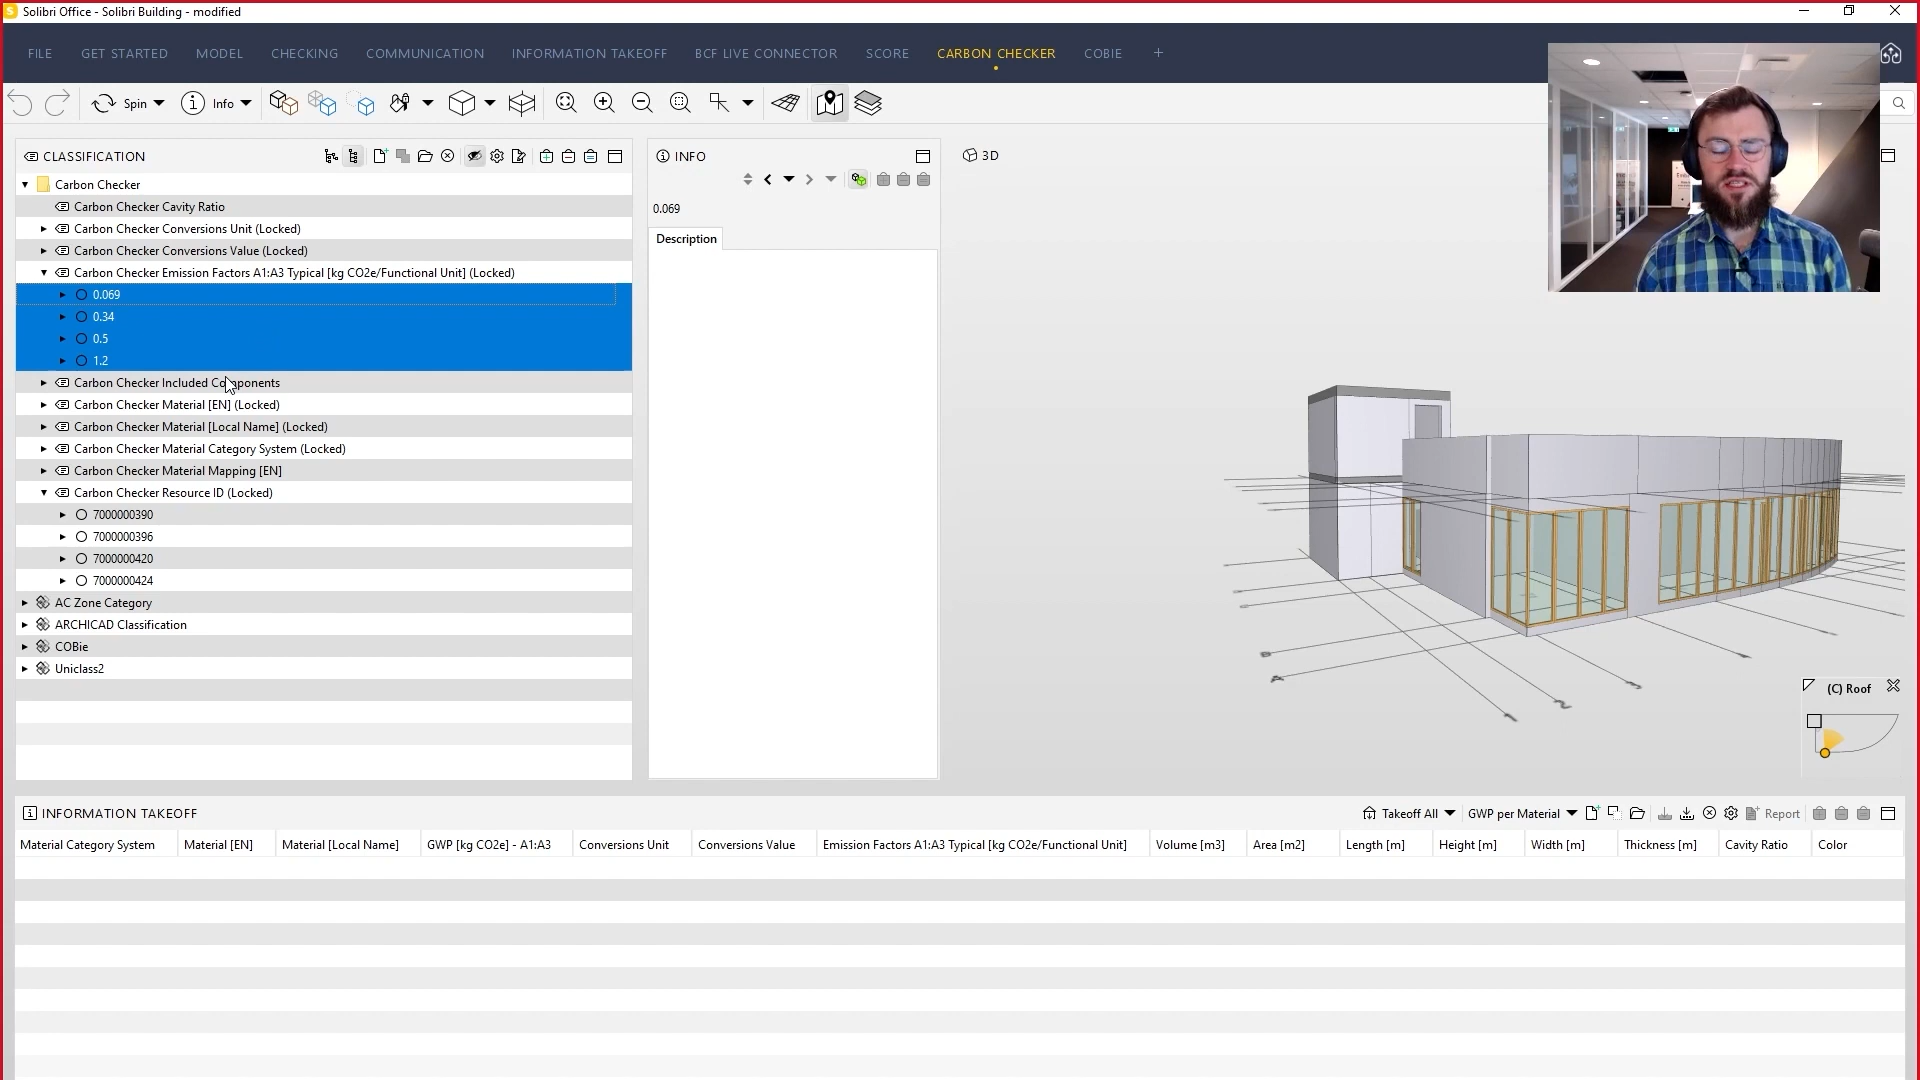 Solibri Office - Solibri Building - modified
FILE GET STARTED MODEL CHECKING COMMUNICATION INFORMATION TAKEOFF BCF LIVE CONNECTOR SCORE CARBON CHECKER COBIE +
Spin Info
CLASSIFICATION
Carbon Checker
Carbon Checker Cavity Ratio
Carbon Checker Conversions Unit (Locked)
Carbon Checker Conversions Value (Locked)
Carbon Checker Emission Factors A1:A3 Typical [kg CO2e/Functional Unit] (Locked)
0.069
0.34
0.5
1.2
Carbon Checker Included Components
Carbon Checker Material [EN] (Locked)
Carbon Checker Material [Local Name] (Locked)
Carbon Checker Material Category System (Locked)
Carbon Checker Material Mapping [EN]
Carbon Checker Resource ID (Locked)
7000000390
7000000396
7000000420
7000000424
AC Zone Category
ARCHICAD Classification
COBie
Uniclass2
INFO
0.069
Description
3D
(C) Roof
INFORMATION TAKEOFF
Takeoff All GWP per Material Report
Material Category System Material [EN] Material [Local Name] GWP [kg CO2e] - A1:A3 Conversions Unit Conversions Value Emission Factors A1:A3 Typical [kg CO2e/Functional Unit] Volume [m3] Area [m2] Length [m] Height [m] Width [m] Thickness [m] Cavity Ratio Color